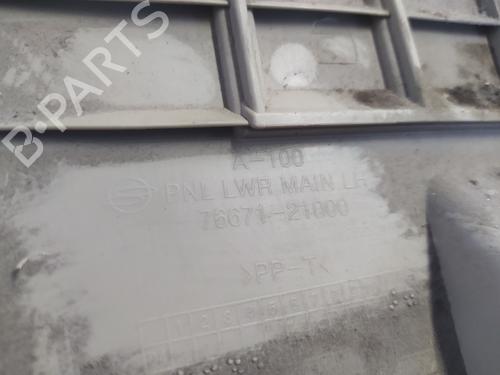 B-PARTS
A-100
PNL LWR MAIN LH
76671-21000
>PP-T<